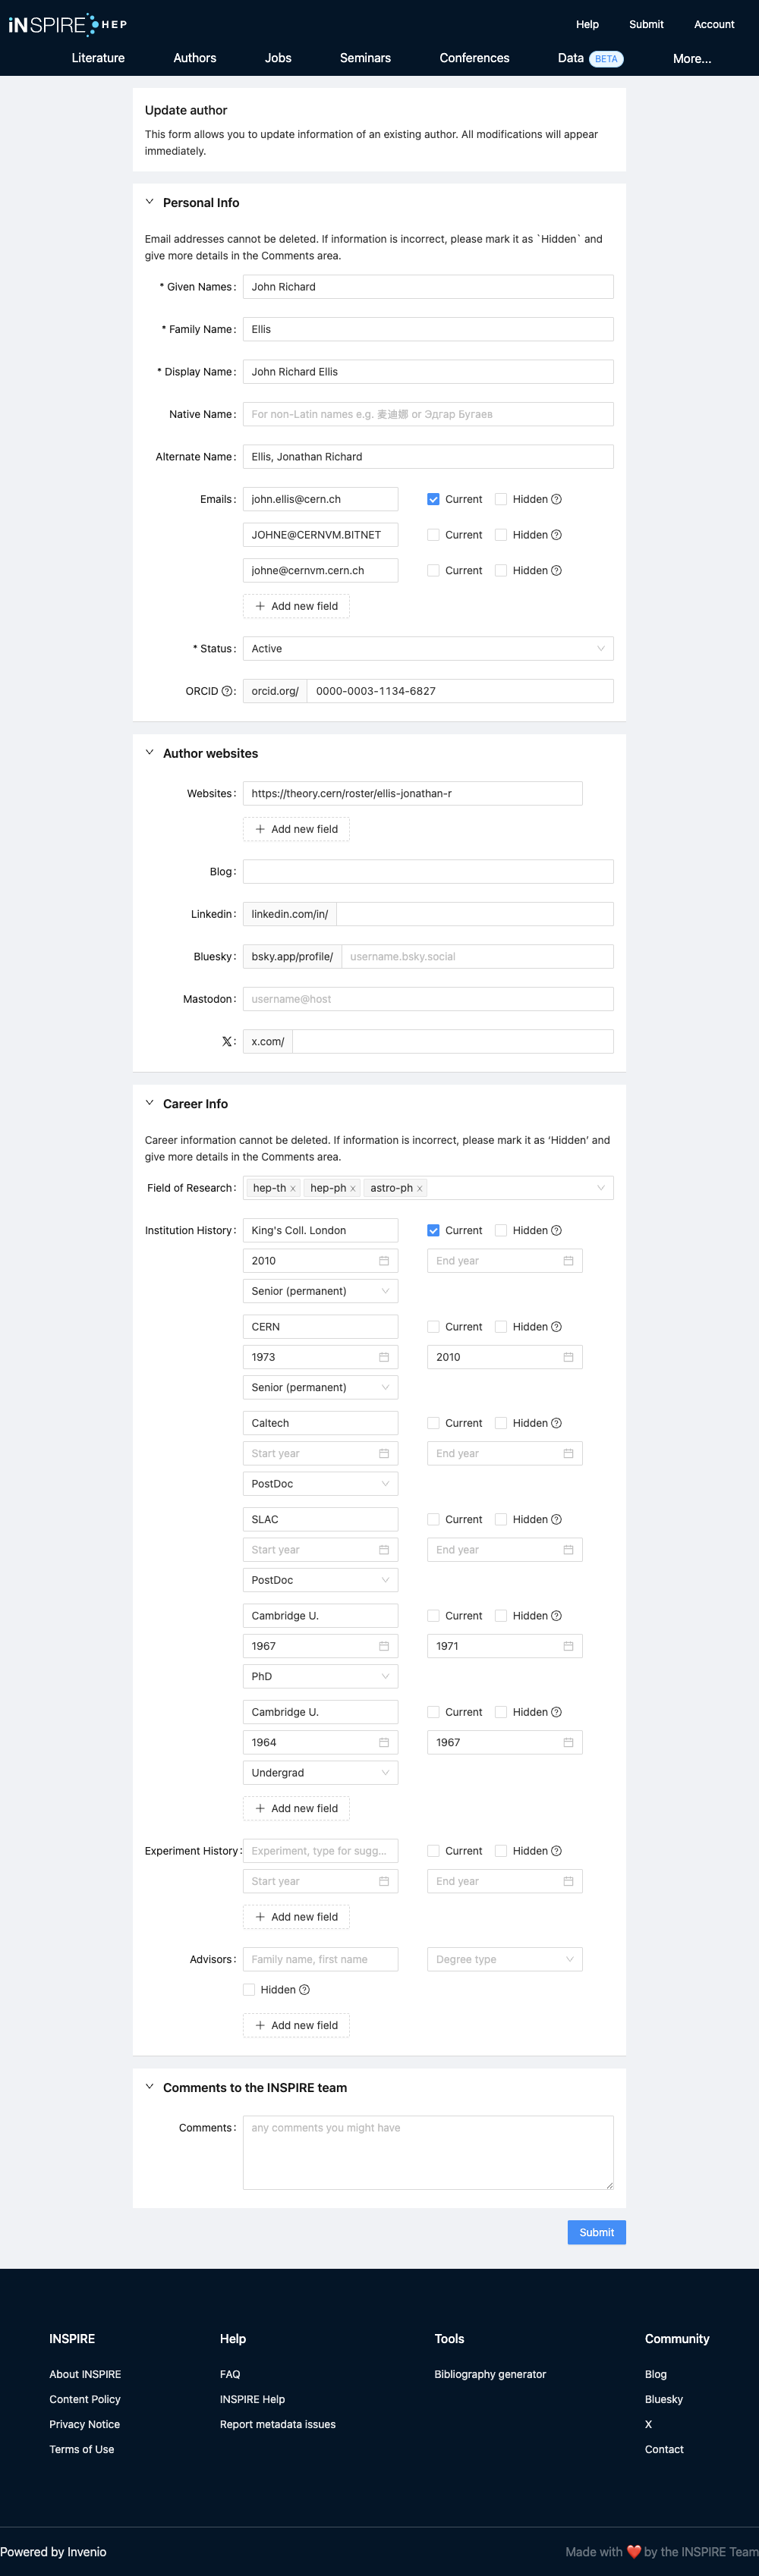 iNSPIRE HEP
Help Submit Account
Literature Authors Jobs Seminars Conferences Data BETA More...
Update author
This form allows you to update information of an existing author. All modifications will appear
immediately.
Personal Info
Email addresses cannot be deleted. If information is incorrect, please mark it as `Hidden` and
give more details in the Comments area.
* Given Names: John Richard
* Family Name: Ellis
* Display Name: John Richard Ellis
Native Name: For non-Latin names e.g. 麦迪娜 or Эдгар Бугаев
Alternate Name: Ellis, Jonathan Richard
Emails: john.ellis@cern.ch Current Hidden
JOHNE@CERNVM.BITNET Current Hidden
johne@cernvm.cern.ch Current Hidden
+ Add new field
* Status: Active
ORCID ?: orcid.org/ 0000-0003-1134-6827
Author websites
Websites: https://theory.cern/roster/ellis-jonathan-r
+ Add new field
Blog:
Linkedin: linkedin.com/in/
Bluesky: bsky.app/profile/ username.bsky.social
Mastodon: username@host
X: x.com/
Career Info
Career information cannot be deleted. If information is incorrect, please mark it as ‘Hidden’ and
give more details in the Comments area.
Field of Research: hep-th x hep-ph x astro-ph x
Institution History: King's Coll. London Current Hidden
2010 End year
Senior (permanent)
CERN Current Hidden
1973 2010
Senior (permanent)
Caltech Current Hidden
Start year End year
PostDoc
SLAC Current Hidden
Start year End year
PostDoc
Cambridge U. Current Hidden
1967 1971
PhD
Cambridge U. Current Hidden
1964 1967
Undergrad
+ Add new field
Experiment History: Experiment, type for sugg... Current Hidden
Start year End year
+ Add new field
Advisors: Family name, first name Degree type
Hidden
+ Add new field
Comments to the INSPIRE team
Comments: any comments you might have
Submit
INSPIRE Help Tools Community
About INSPIRE FAQ Bibliography generator Blog
Content Policy INSPIRE Help Bluesky
Privacy Notice Report metadata issues X
Terms of Use Contact
Powered by Invenio Made with ❤️ by the INSPIRE Team